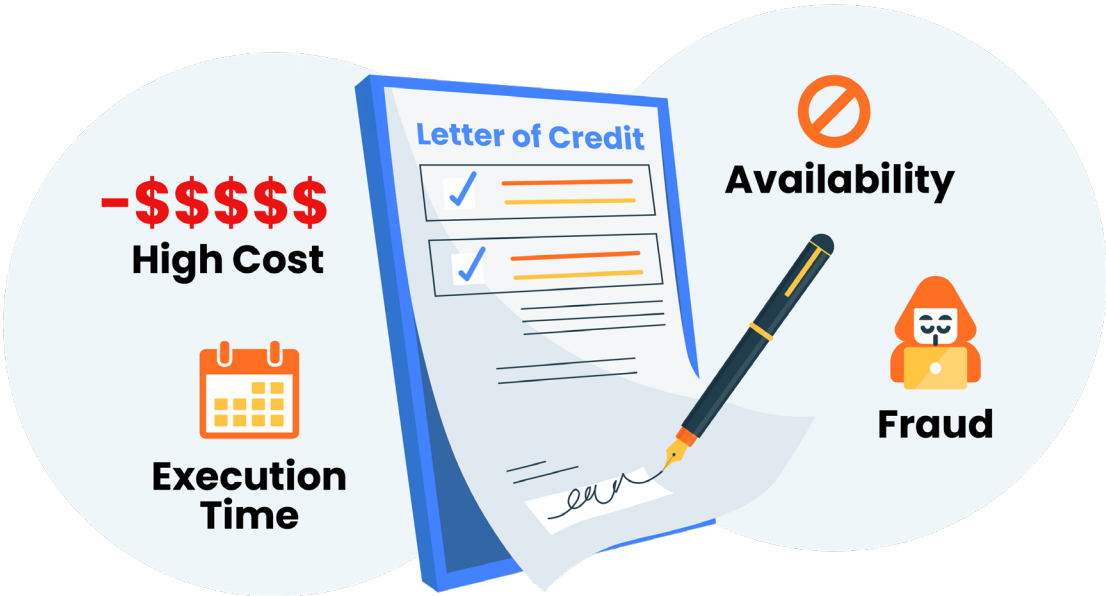 Letter of Credit
-$$$$$
High Cost
Execution
Time
Availability
Fraud